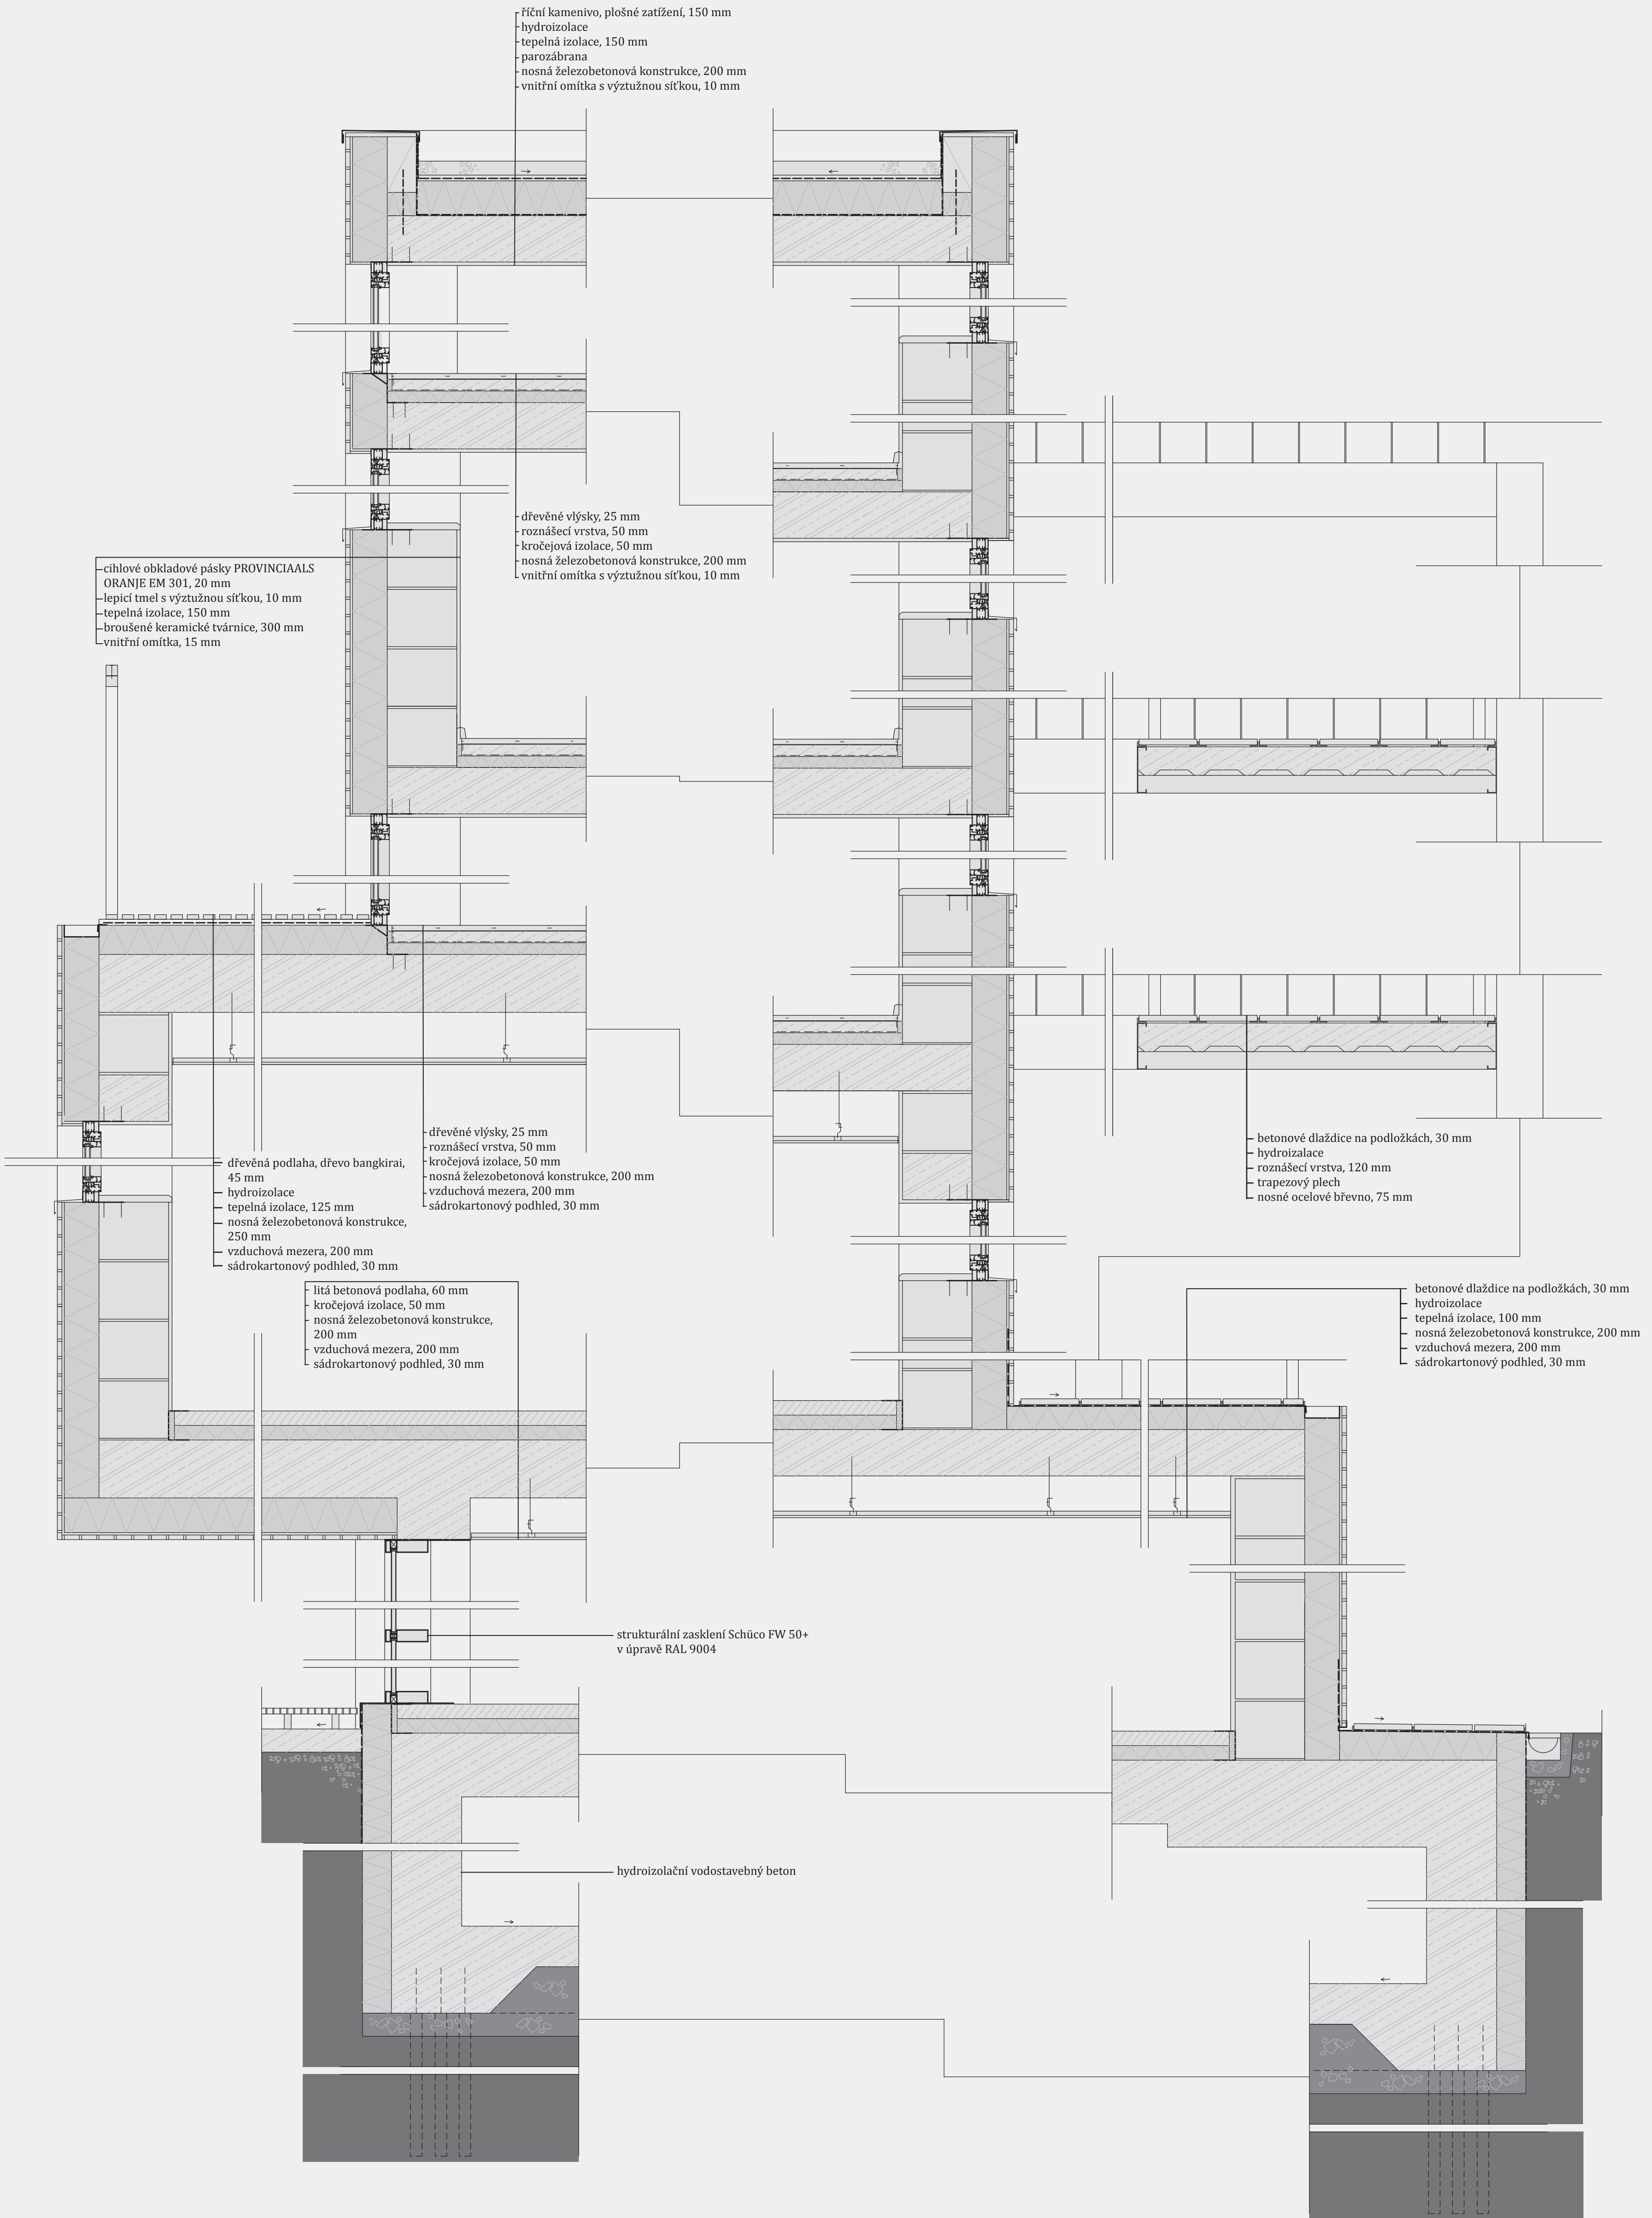 říční kamenivo, plošné zatížení, 150 mm
hydroizolace
tepelná izolace, 150 mm
parozábrana
nosná železobetonová konstrukce, 200 mm
vnitřní omítka s výztužnou síťkou, 10 mm
dřevěné vlýsky, 25 mm
roznášecí vrstva, 50 mm
kročejová izolace, 50 mm
nosná železobetonová konstrukce, 200 mm
vnitřní omítka s výztužnou síťkou, 10 mm
cihlové obkladové pásky PROVINCIAALS
ORANJE EM 301, 20 mm
lepicí tmel s výztužnou síťkou, 10 mm
tepelná izolace, 150 mm
broušené keramické tvárnice, 300 mm
vnitřní omítka, 15 mm
dřevěné vlýsky, 25 mm
roznášecí vrstva, 50 mm
kročejová izolace, 50 mm
nosná železobetonová konstrukce, 200 mm
vzduchová mezera, 200 mm
sádrokartonový podhled, 30 mm
betonové dlaždice na podložkách, 30 mm
hydroizalace
roznášecí vrstva, 120 mm
trapezový plech
nosné ocelové břevno, 75 mm
dřevěná podlaha, dřevo bangkirai,
45 mm
hydroizolace
tepelná izolace, 125 mm
nosná železobetonová konstrukce,
250 mm
vzduchová mezera, 200 mm
sádrokartonový podhled, 30 mm
litá betonová podlaha, 60 mm
kročejová izolace, 50 mm
nosná železobetonová konstrukce,
200 mm
vzduchová mezera, 200 mm
sádrokartonový podhled, 30 mm
betonové dlaždice na podložkách, 30 mm
hydroizolace
tepelná izolace, 100 mm
nosná železobetonová konstrukce, 200 mm
vzduchová mezera, 200 mm
sádrokartonový podhled, 30 mm
strukturální zasklení Schüco FW 50+
v úpravě RAL 9004
hydroizolační vodostavebný beton